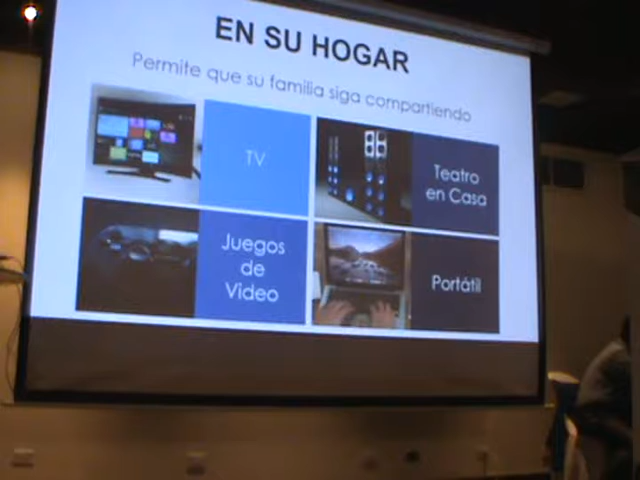 EN SU HOGAR
Permite que su familia siga compartiendo
TV
Teatro
en Casa
Juegos
de
Video
Portátil